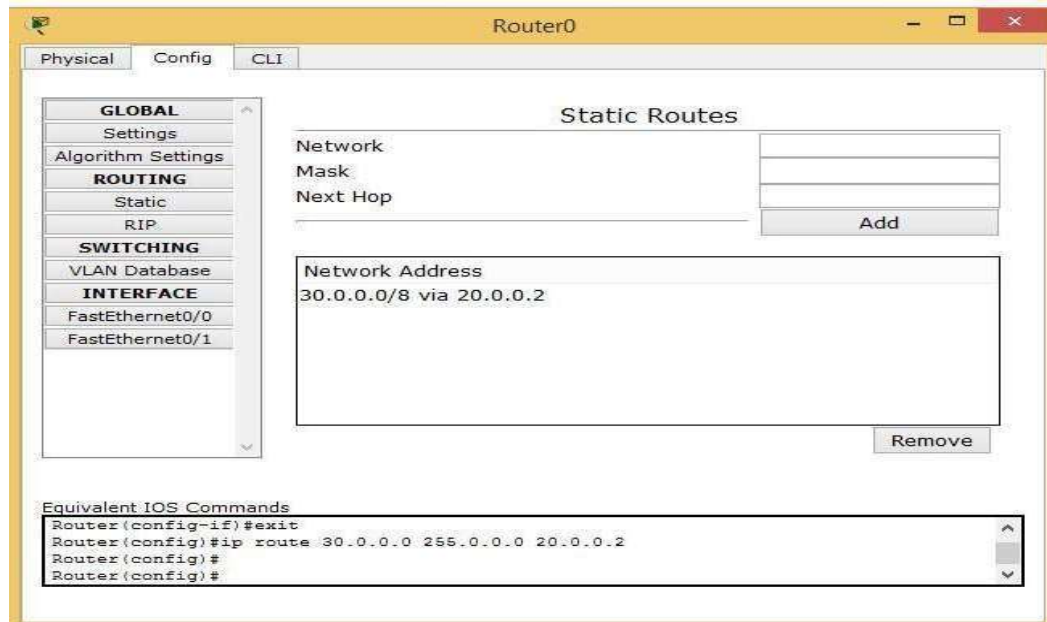 Router0
Physical Config CLI
GLOBAL
Settings
Algorithm Settings
ROUTING
Static
RIP
SWITCHING
VLAN Database
INTERFACE
FastEthernet0/0
FastEthernet0/1
Static Routes
Network
Mask
Next Hop
Add
Network Address
30.0.0.0/8 via 20.0.0.2
Remove
Equivalent IOS Commands
Router(config-if)#exit
Router(config)#ip route 30.0.0.0 255.0.0.0 20.0.0.2
Router(config)#
Router(config)#